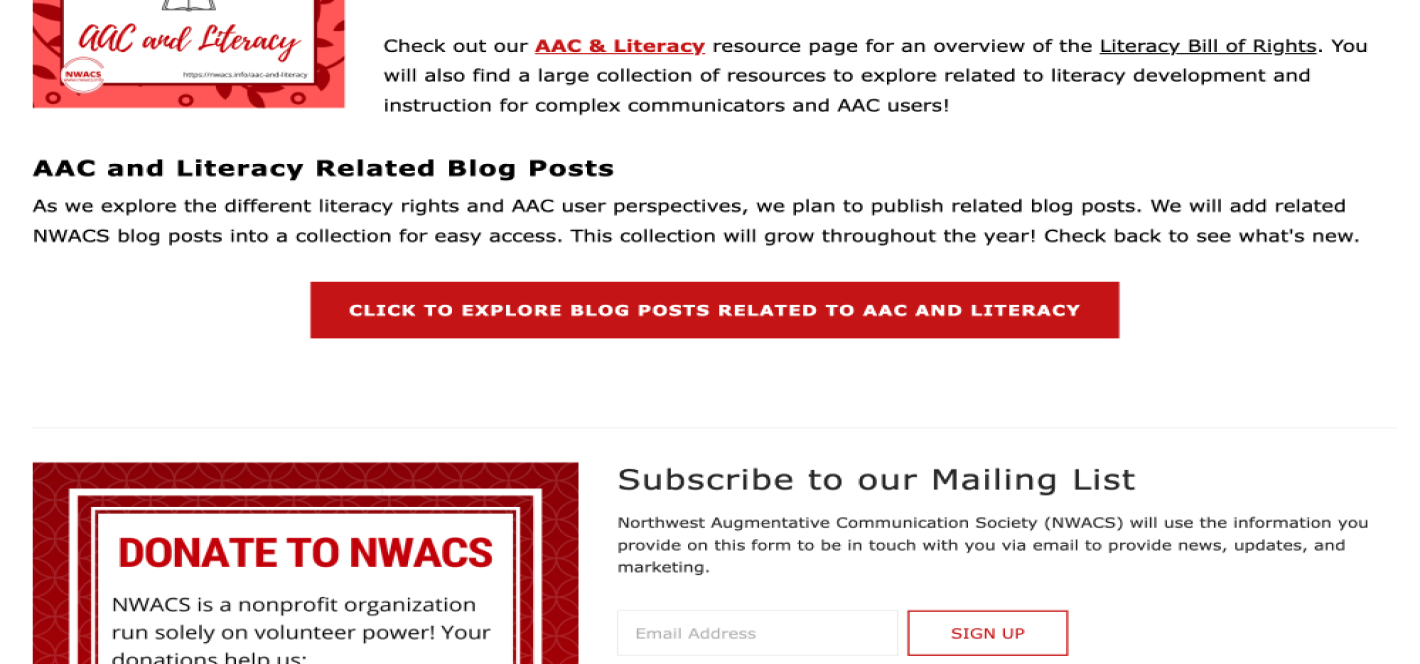 AAC and Literacy
NWACS
https://nwacs.info/aac-and-literacy
Check out our AAC & Literacy resource page for an overview of the Literacy Bill of Rights. You
will also find a large collection of resources to explore related to literacy development and
instruction for complex communicators and AAC users!
AAC and Literacy Related Blog Posts
As we explore the different literacy rights and AAC user perspectives, we plan to publish related blog posts. We will add related
NWACS blog posts into a collection for easy access. This collection will grow throughout the year! Check back to see what's new.
CLICK TO EXPLORE BLOG POSTS RELATED TO AAC AND LITERACY
DONATE TO NWACS
NWACS is a nonprofit organization
run solely on volunteer power! Your
donations help us:
Subscribe to our Mailing List
Northwest Augmentative Communication Society (NWACS) will use the information you
provide on this form to be in touch with you via email to provide news, updates, and
marketing.
Email Address
SIGN UP